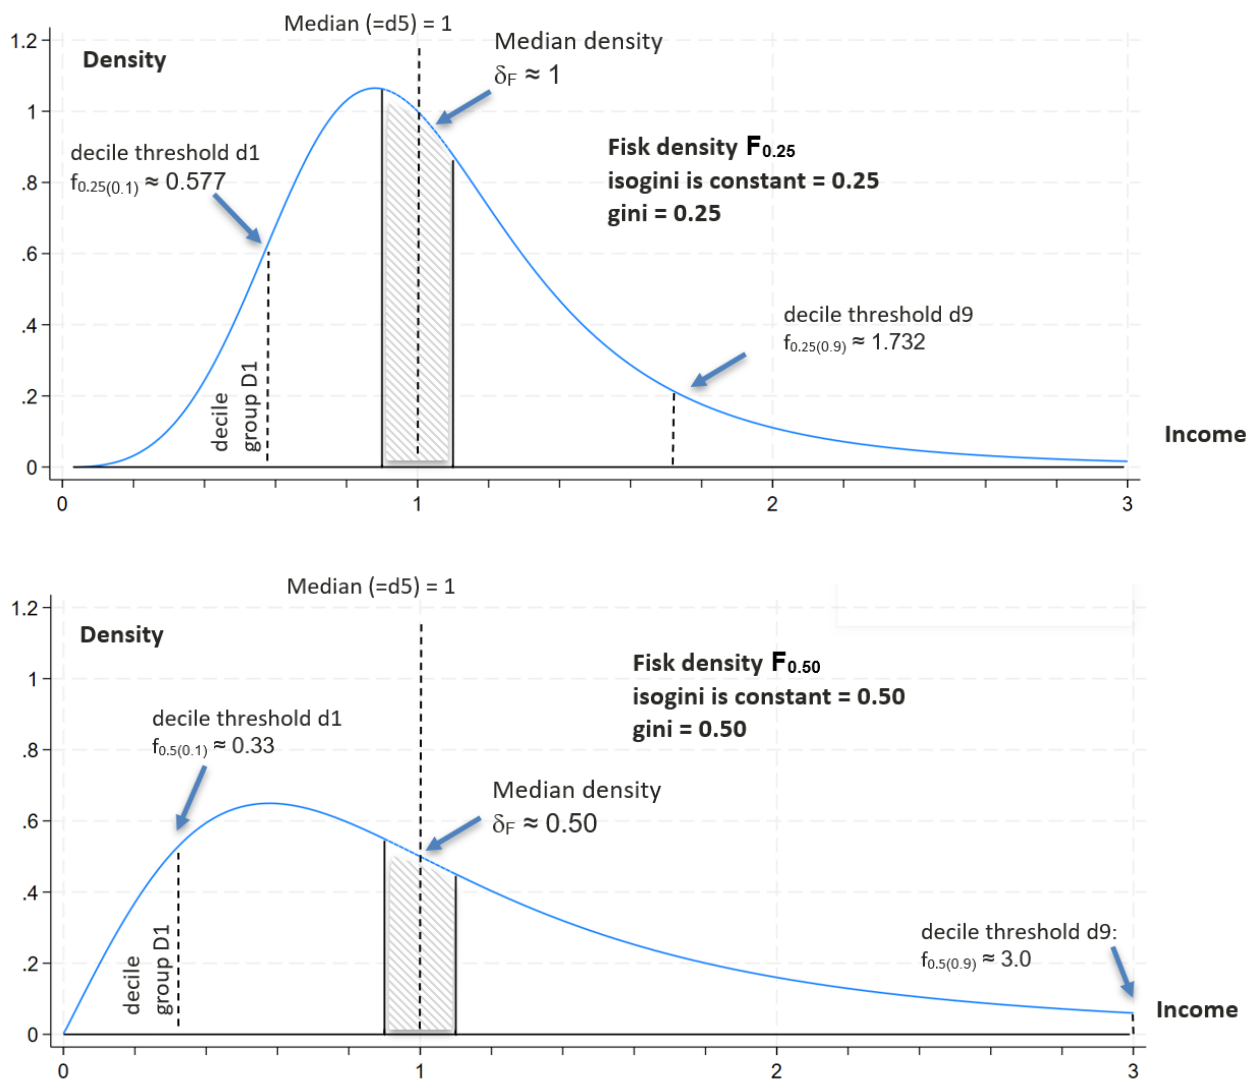 Median (=d5) = 1
1.2
Density
Median density
δF ≈ 1
1
decile threshold d1
f0.25(0.1) ≈ 0.577
Fisk density F0.25
isogini is constant = 0.25
gini = 0.25
.8
.6
decile threshold d9
f0.25(0.9) ≈ 1.732
.4
decile
group D1
.2
Income
0
0 1 2 3
Median (=d5) = 1
1.2
Density
Fisk density F0.50
isogini is constant = 0.50
gini = 0.50
1
decile threshold d1
f0.5(0.1) ≈ 0.33
.8
Median density
δF ≈ 0.50
.6
.4
decile
group D1
decile threshold d9:
f0.5(0.9) ≈ 3.0
.2
Income
0
0 1 2 3